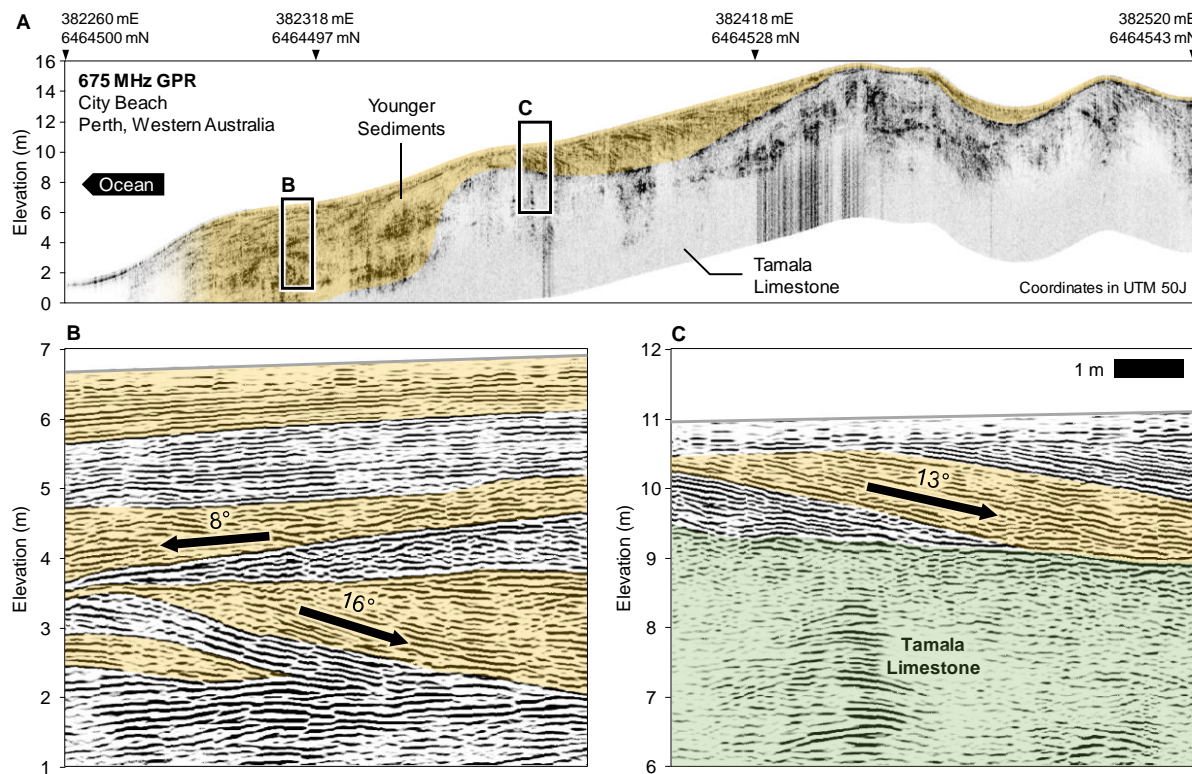 A
382260 mE
6464500 mN
382318 mE
6464497 mN
382418 mE
6464528 mN
382520 mE
6464543 mN
Elevation (m)
16
14
12
10
8
6
4
2
0
675 MHz GPR
City Beach
Perth, Western Australia
Younger
Sediments
Ocean
B
C
Tamala
Limestone
Coordinates in UTM 50J
B
Elevation (m)
7
6
5
4
3
2
1
8°
16°
C
Elevation (m)
12
11
10
9
8
7
6
1 m
13°
Tamala
Limestone